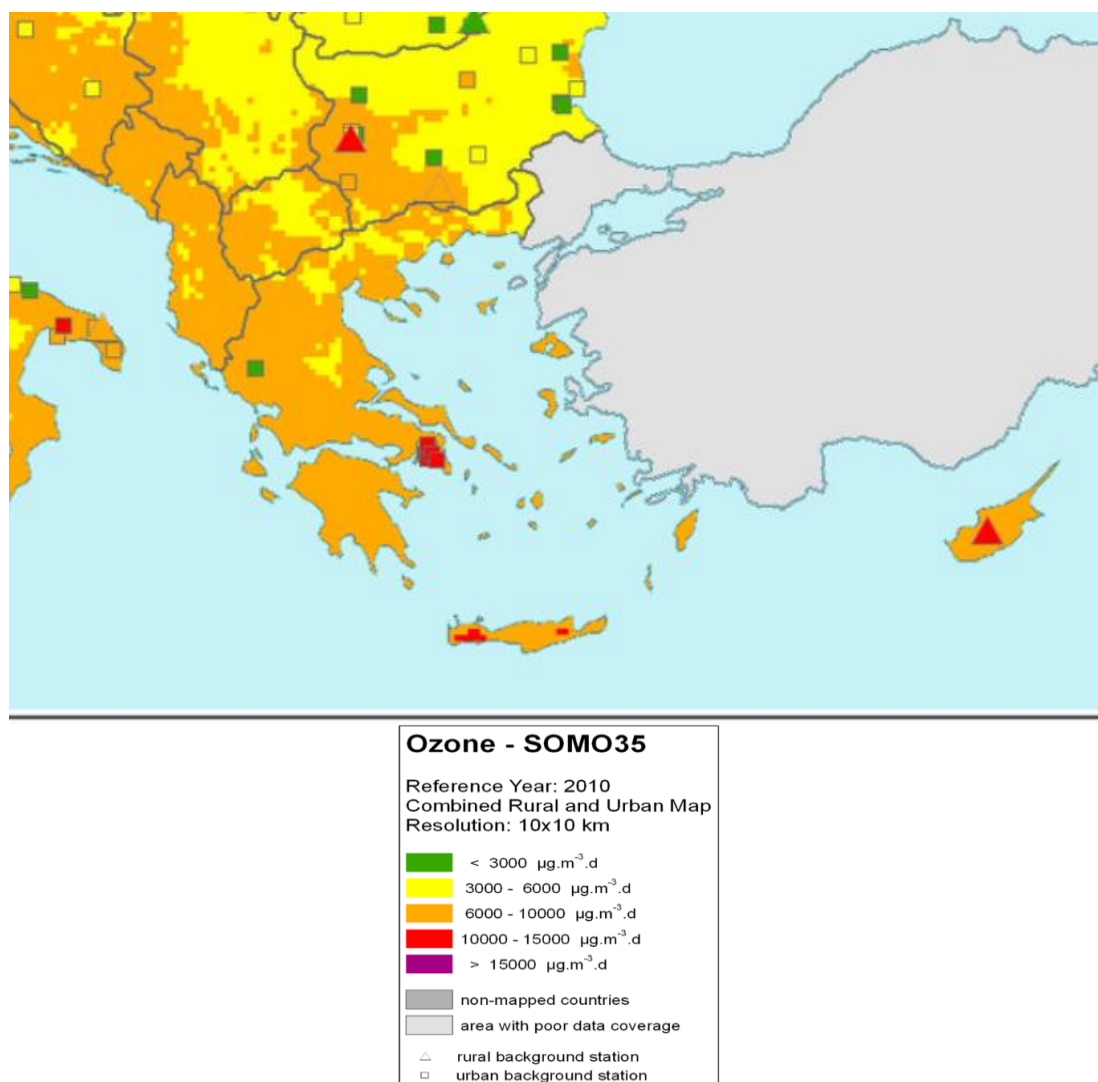 Ozone - SOMO35
Reference Year: 2010
Combined Rural and Urban Map
Resolution: 10x10 km
< 3000 µg.m⁻³.d
3000 - 6000 µg.m⁻³.d
6000 - 10000 µg.m⁻³.d
10000 - 15000 µg.m⁻³.d
> 15000 µg.m⁻³.d
non-mapped countries
area with poor data coverage
rural background station
urban background station